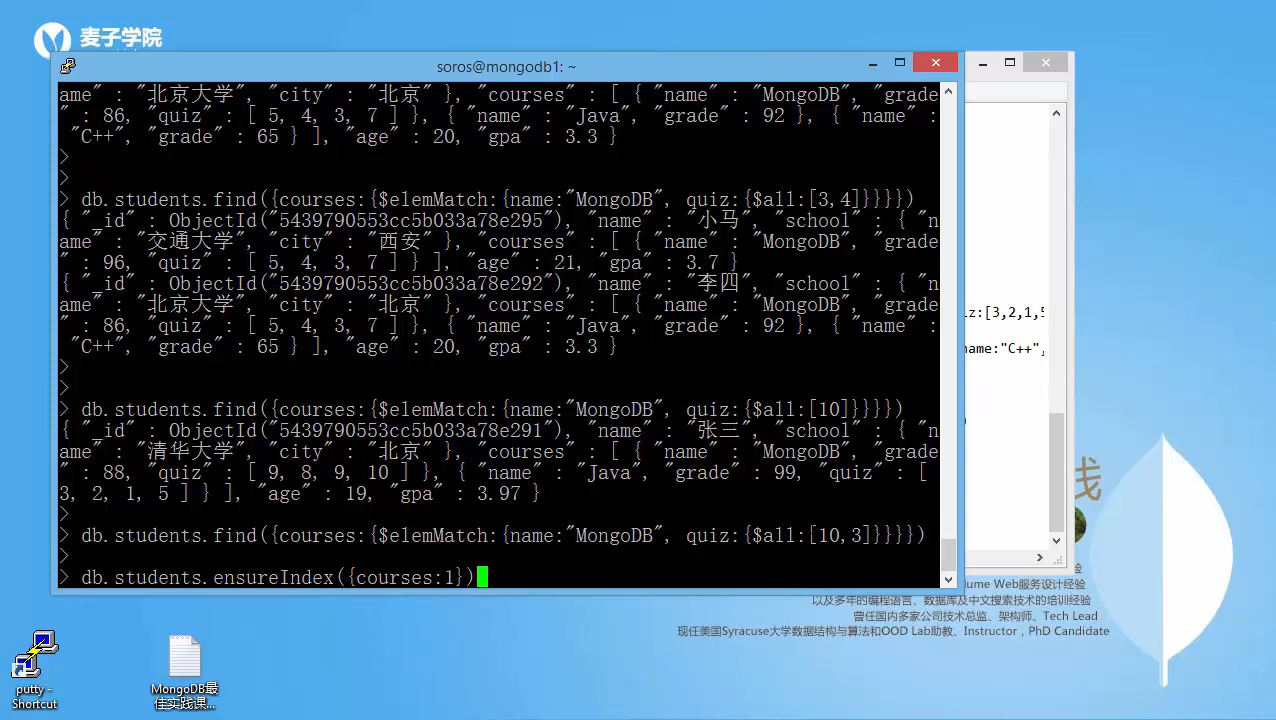 麦子学院
soros@mongodb1: ~
ame" : "北京大学", "city" : "北京" }, "courses" : [ { "name" : "MongoDB", "grade
" : 86, "quiz" : [ 5, 4, 3, 7 ] }, { "name" : "Java", "grade" : 92 }, { "name" :
"C++", "grade" : 65 } ], "age" : 20, "gpa" : 3.3 }
>
>
> db.students.find({courses:{$elemMatch:{name:"MongoDB", quiz:{$all:[3,4]}}}})
{ "_id" : ObjectId("5439790553cc5b033a78e295"), "name" : "小马", "school" : { "n
ame" : "交通大学", "city" : "西安" }, "courses" : [ { "name" : "MongoDB", "grade
" : 96, "quiz" : [ 5, 4, 3, 7 ] } ], "age" : 21, "gpa" : 3.7 }
{ "_id" : ObjectId("5439790553cc5b033a78e292"), "name" : "李四", "school" : { "n
ame" : "北京大学", "city" : "北京" }, "courses" : [ { "name" : "MongoDB", "grade
" : 86, "quiz" : [ 5, 4, 3, 7 ] }, { "name" : "Java", "grade" : 92 }, { "name" :
"C++", "grade" : 65 } ], "age" : 20, "gpa" : 3.3 }
>
>
> db.students.find({courses:{$elemMatch:{name:"MongoDB", quiz:{$all:[10]}}}})
{ "_id" : ObjectId("5439790553cc5b033a78e291"), "name" : "张三", "school" : { "n
ame" : "清华大学", "city" : "北京" }, "courses" : [ { "name" : "MongoDB", "grade
" : 88, "quiz" : [ 9, 8, 9, 10 ] }, { "name" : "Java", "grade" : 99, "quiz" : [
3, 2, 1, 5 ] } ], "age" : 19, "gpa" : 3.97 }
>
> db.students.find({courses:{$elemMatch:{name:"MongoDB", quiz:{$all:[10,3]}}}})
>
> db.students.ensureIndex({courses:1})
iz:[3,2,1,5
name:"C++",
)
践
验
ume Web服务设计经验
以及多年的编程语言、数据库及中文搜索技术的培训经验
曾任国内多家公司技术总监、架构师、Tech Lead
现任美国Syracuse大学数据结构与算法和OOD Lab助教、Instructor，PhD Candidate
putty -
Shortcut
MongoDB最
佳实践课...